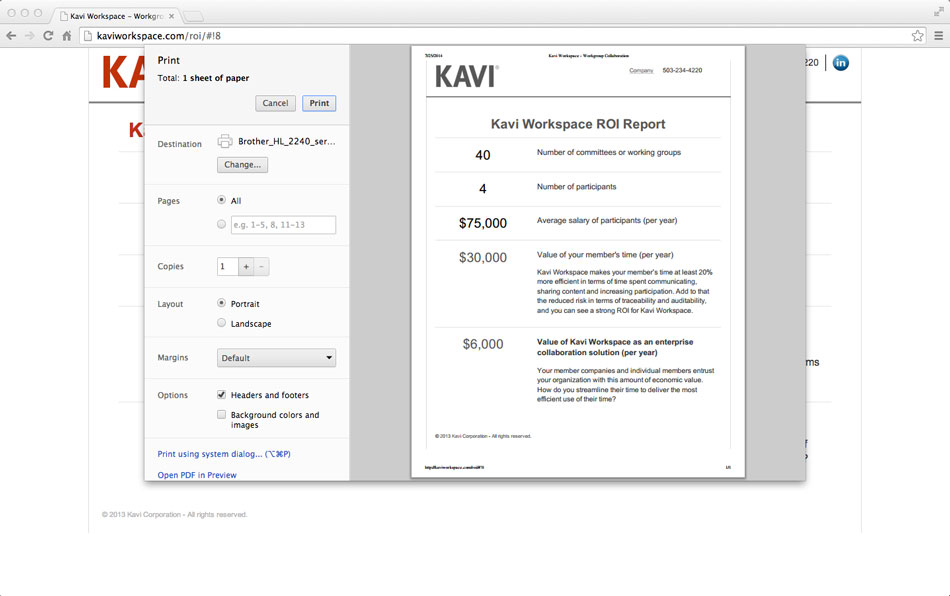 Kavi Workspace – Workgro
kaviworkspace.com/roi/#!8
KA
220
in
K
ms
f
?
© 2013 Kavi Corporation - All rights reserved.
Print
Total: 1 sheet of paper
Cancel
Print
Destination
Brother_HL_2240_ser...
Change...
Pages
All
e.g. 1–5, 8, 11–13
Copies
1
+
–
Layout
Portrait
Landscape
Margins
Default
Options
Headers and footers
Background colors and
images
Print using system dialog... (⌥⌘P)
Open PDF in Preview
Kavi Workspace – Workgroup Collaboration
KAVI®
Company 503-234-4220
Kavi Workspace ROI Report
40 Number of committees or working groups
4 Number of participants
$75,000 Average salary of participants (per year)
$30,000 Value of your member's time (per year)
Kavi Workspace makes your member's time at least 20%
more efficient in terms of time spent communicating,
sharing content and increasing participation. Add to that
the reduced risk in terms of traceability and auditability,
and you can see a strong ROI for Kavi Workspace.
$6,000 Value of Kavi Workspace as an enterprise
collaboration solution (per year)
Your member companies and individual members entrust
your organization with this amount of economic value.
How do you streamline their time to deliver the most
efficient use of their time?
© 2013 Kavi Corporation - All rights reserved.
http://kaviworkspace.com/roi/#!8
1/1